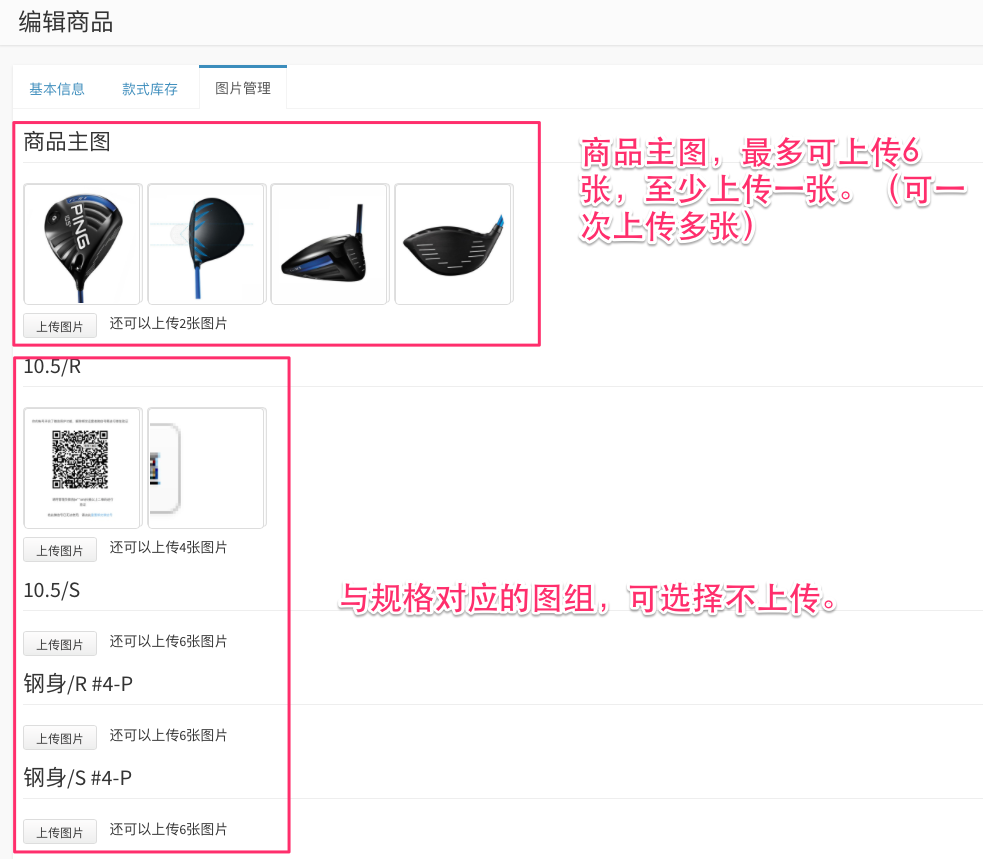 编辑商品
基本信息
款式库存
图片管理
商品主图
商品主图，最多可上传6
张，至少上传一张。（可一
次上传多张）
PING
上传图片
还可以上传2张图片
10.5/R
上传图片
还可以上传4张图片
10.5/S
与规格对应的图组，可选择不上传。
上传图片
还可以上传6张图片
钢身/R #4-P
上传图片
还可以上传6张图片
钢身/S #4-P
上传图片
还可以上传6张图片